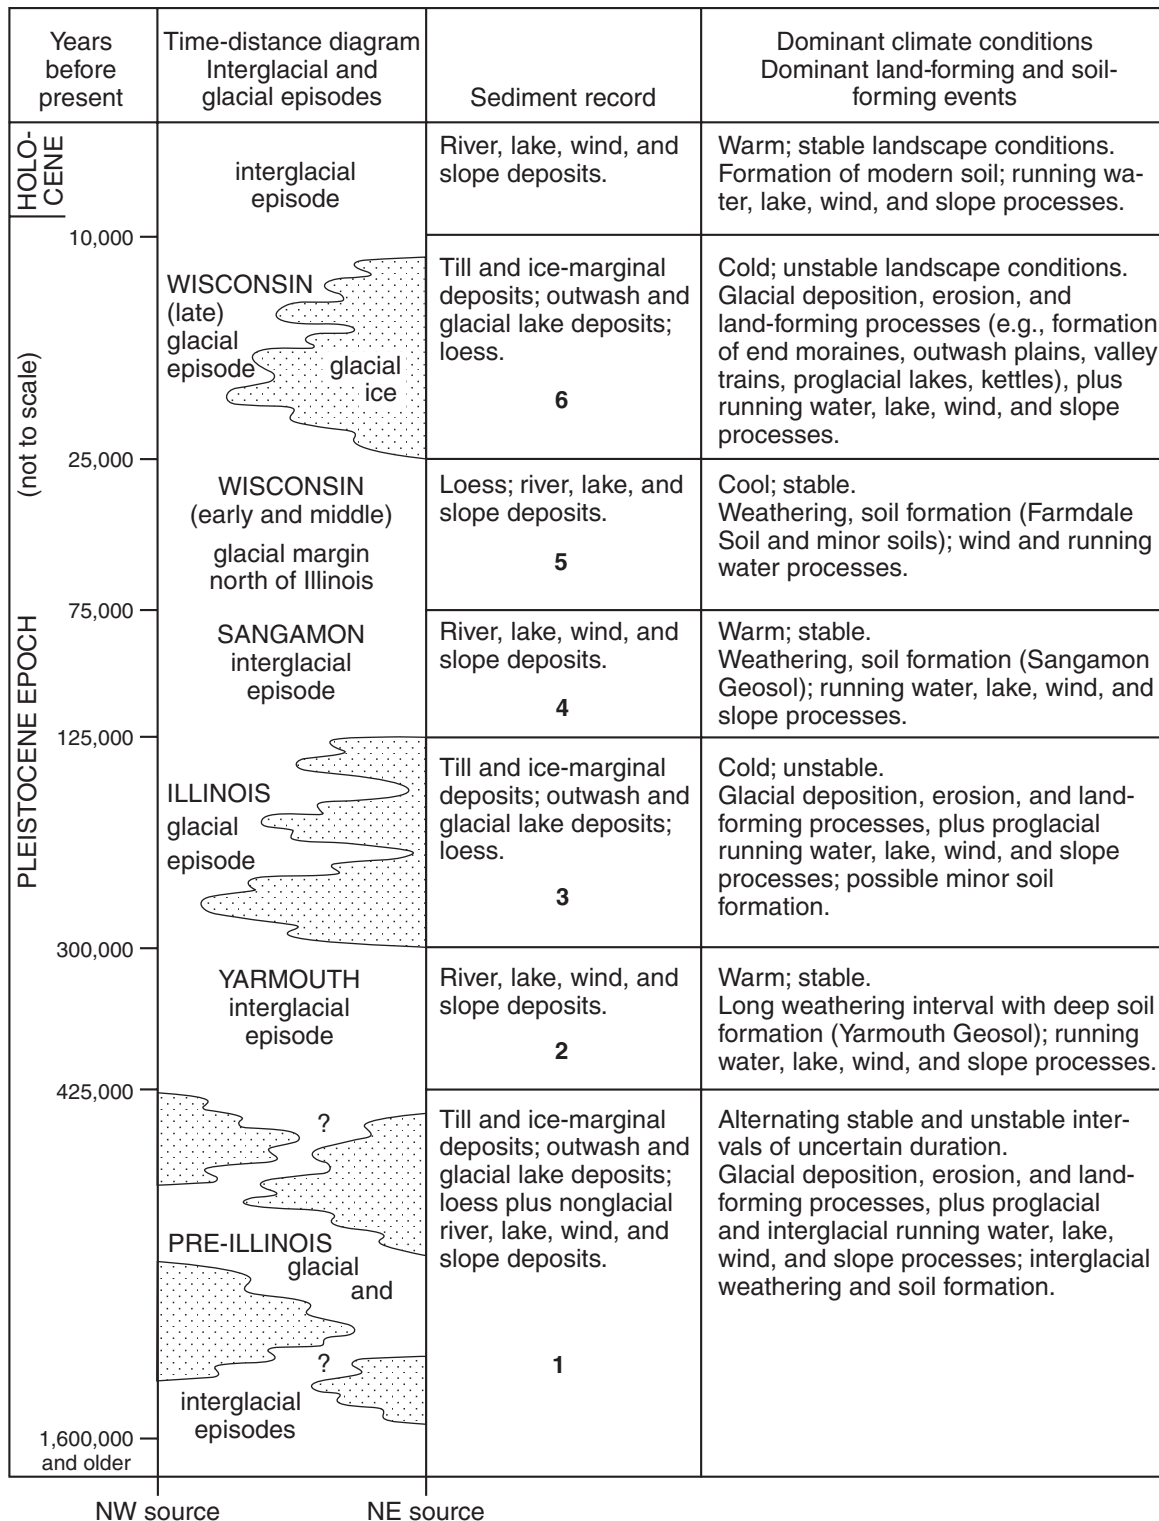 Years
before
present
Time-distance diagram
Interglacial and
glacial episodes
Sediment record
Dominant climate conditions
Dominant land-forming and soil-
forming events
HOLO-
CENE
interglacial
episode
River, lake, wind, and
slope deposits.
Warm; stable landscape conditions.
Formation of modern soil; running wa-
ter, lake, wind, and slope processes.
10,000
PLEISTOCENE EPOCH
(not to scale)
WISCONSIN
(late)
glacial
episode
glacial
ice
Till and ice-marginal
deposits; outwash and
glacial lake deposits;
loess.
6
Cold; unstable landscape conditions.
Glacial deposition, erosion, and
land-forming processes (e.g., formation
of end moraines, outwash plains, valley
trains, proglacial lakes, kettles), plus
running water, lake, wind, and slope
processes.
25,000
WISCONSIN
(early and middle)
glacial margin
north of Illinois
Loess; river, lake, and
slope deposits.
5
Cool; stable.
Weathering, soil formation (Farmdale
Soil and minor soils); wind and running
water processes.
75,000
SANGAMON
interglacial
episode
River, lake, wind, and
slope deposits.
4
Warm; stable.
Weathering, soil formation (Sangamon
Geosol); running water, lake, wind, and
slope processes.
125,000
ILLINOIS
glacial
episode
Till and ice-marginal
deposits; outwash and
glacial lake deposits;
loess.
3
Cold; unstable.
Glacial deposition, erosion, and land-
forming processes, plus proglacial
running water, lake, wind, and slope
processes; possible minor soil
formation.
300,000
YARMOUTH
interglacial
episode
River, lake, wind, and
slope deposits.
2
Warm; stable.
Long weathering interval with deep soil
formation (Yarmouth Geosol); running
water, lake, wind, and slope processes.
425,000
?
PRE-ILLINOIS
glacial
and
?
interglacial
episodes
Till and ice-marginal
deposits; outwash and
glacial lake deposits;
loess plus nonglacial
river, lake, wind, and
slope deposits.
1
Alternating stable and unstable inter-
vals of uncertain duration.
Glacial deposition, erosion, and land-
forming processes, plus proglacial
and interglacial running water, lake,
wind, and slope processes; interglacial
weathering and soil formation.
1,600,000
and older
NW source
NE source